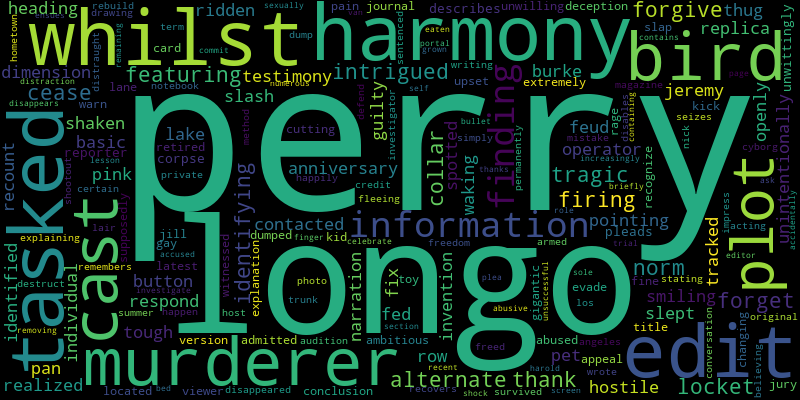 perry
longo
whilst
harmony
bird
tasked
cast
murderer
information
finding
plot
edit
heading
ridden
pain
journal
eaten
unwilling
deception
forgive
thug
rebuild
drawing
term
card
describes
portal
grown
slap
replica
contains
dimension
featuring
testimony
intrigued
burke
upset
writing
magazine
jeremy
cease
warn
lane
notebook
numerous
slash
extremely
kick
seizes
shaken
lake
cutting
guilty
investigator
feud
rage
disables
containing
nick
openly
unwittingly
unintentionally
basic
retired
corpse
private
anniversary
collar
spotted
waking
bullet
simply
mistake
operator
increasingly
permanently
recognize
cyborg
reporter
pink
lesson
certain
happily
credit
fleeing
tragic
thanks
briefly
ask
recount
individual
lair
supposedly
firing
role
impress
acting
accidentally
explaining
remembers
jill
gay
accused
contacted
dumped
finger
kid
celebrate
freedom
armed
pointing
pleads
trial
editor
identified
destruct
button
latest
investigate
witnessed
identifying
explanation
photo
toy
fix
plea
invention
gigantic
unsuccessful
sole
evade
los
norm
tracked
stating
smiling
fine
forget
removing
respond
summer
happen
host
trunk
narration
fed
section
abusive
abused
angeles
slept
title
original
conversation
changing
believing
tough
version
admitted
audition
ambitious
freed
pet
appeal
hostile
locket
jury
pan
realized
located
bed
viewer
disappeared
conclusion
row
recent
alternate
thank
recovers
shock
survived
harold
screen
wrote
hometown
distraction
disappears
distraught
remaining
commit
sentenced
van
sexually
self
defend
method
shootout